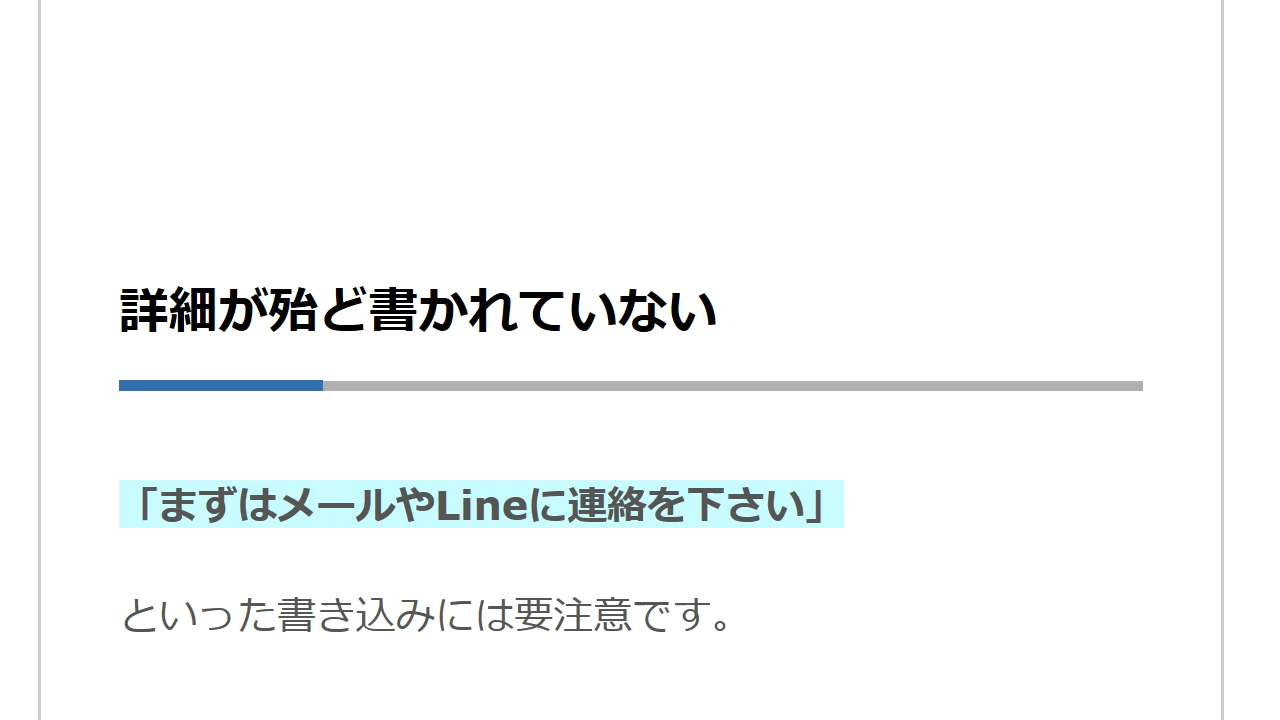 詳細が殆ど書かれていない
「まずはメールやLineに連絡を下さい」
といった書き込みには要注意です。